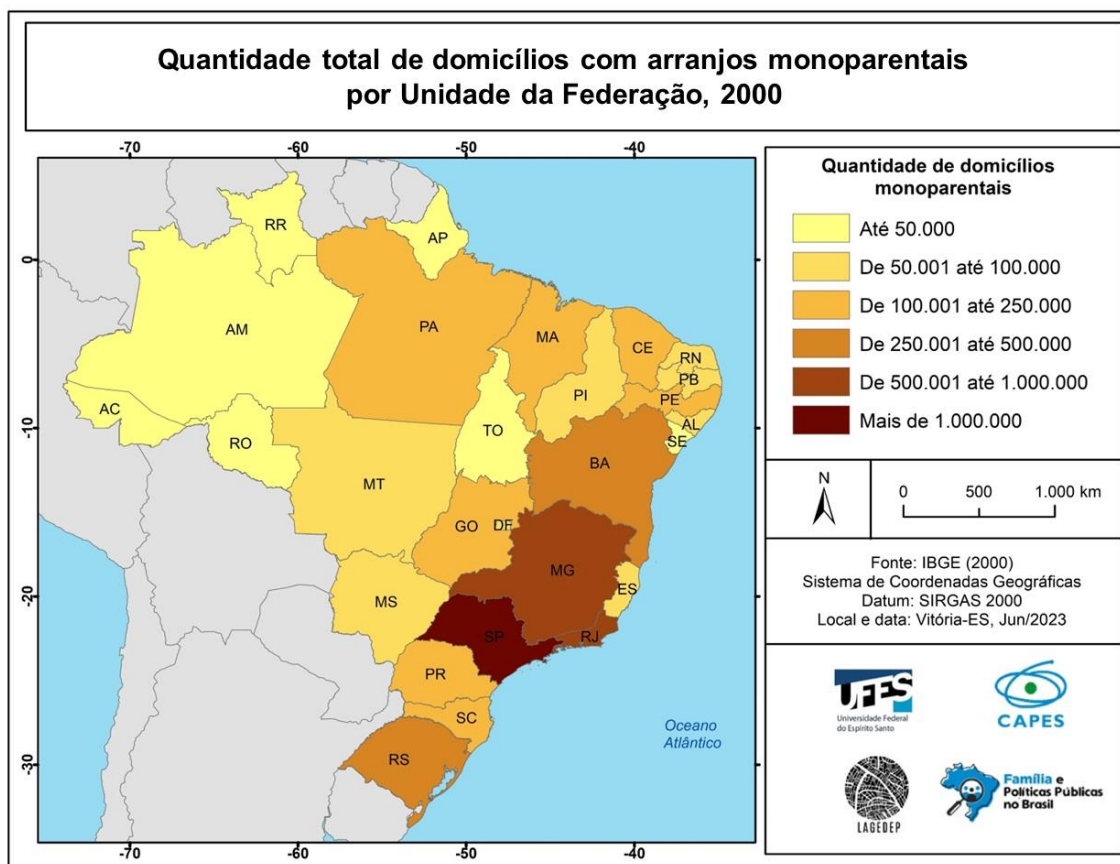 Quantidade total de domicílios com arranjos monoparentais
por Unidade da Federação, 2000
-70
-60
-50
-40
0
-10
-20
-30
RR
AP
AM
PA
MA
CE
RN
PB
PI
PE
AC
AL
TO
SE
RO
BA
MT
GO
DF
MG
ES
MS
SP
RJ
PR
SC
RS
Oceano
Atlântico
-70
-60
-50
-40
Quantidade de domicílios
monoparentais
Até 50.000
De 50.001 até 100.000
De 100.001 até 250.000
De 250.001 até 500.000
De 500.001 até 1.000.000
Mais de 1.000.000
N
0 500 1.000 km
Fonte: IBGE (2000)
Sistema de Coordenadas Geográficas
Datum: SIRGAS 2000
Local e data: Vitória-ES, Jun/2023
UFES
Universidade Federal
do Espírito Santo
CAPES
LAGEDEP
Família e
Políticas Públicas
no Brasil